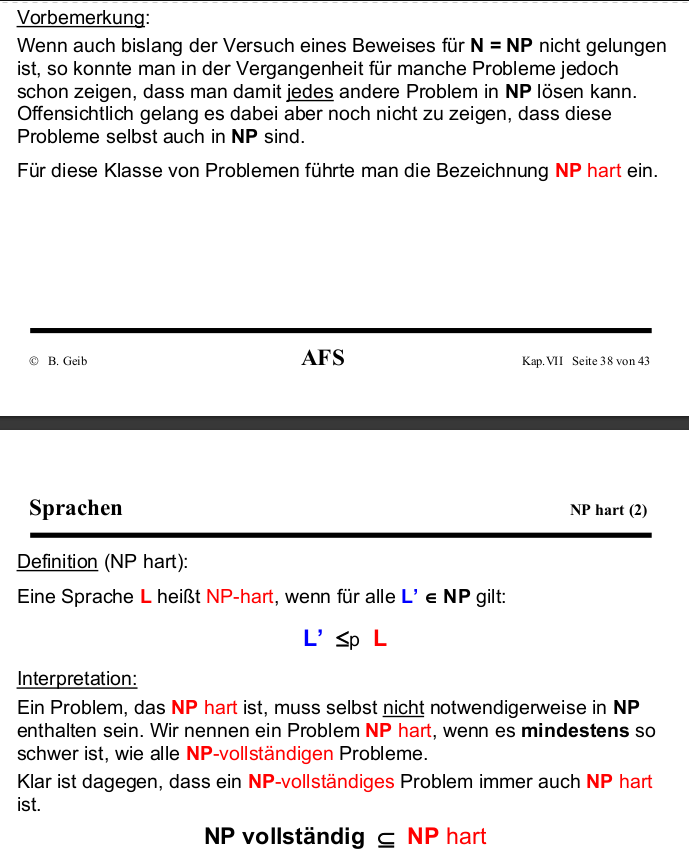 Vorbemerkung:
Wenn auch bislang der Versuch eines Beweises für N = NP nicht gelungen
ist, so konnte man in der Vergangenheit für manche Probleme jedoch
schon zeigen, dass man damit jedes andere Problem in NP lösen kann.
Offensichtlich gelang es dabei aber noch nicht zu zeigen, dass diese
Probleme selbst auch in NP sind.
Für diese Klasse von Problemen führte man die Bezeichnung NP hart ein.
© B. Geib AFS Kap.VII Seite 38 von 43
Sprachen NP hart (2)
Definition (NP hart):
Eine Sprache L heißt NP-hart, wenn für alle L’ ∊ NP gilt:
L’ ≤p L
Interpretation:
Ein Problem, das NP hart ist, muss selbst nicht notwendigerweise in NP
enthalten sein. Wir nennen ein Problem NP hart, wenn es mindestens so
schwer ist, wie alle NP-vollständigen Probleme.
Klar ist dagegen, dass ein NP-vollständiges Problem immer auch NP hart
ist.
NP vollständig ⊆ NP hart